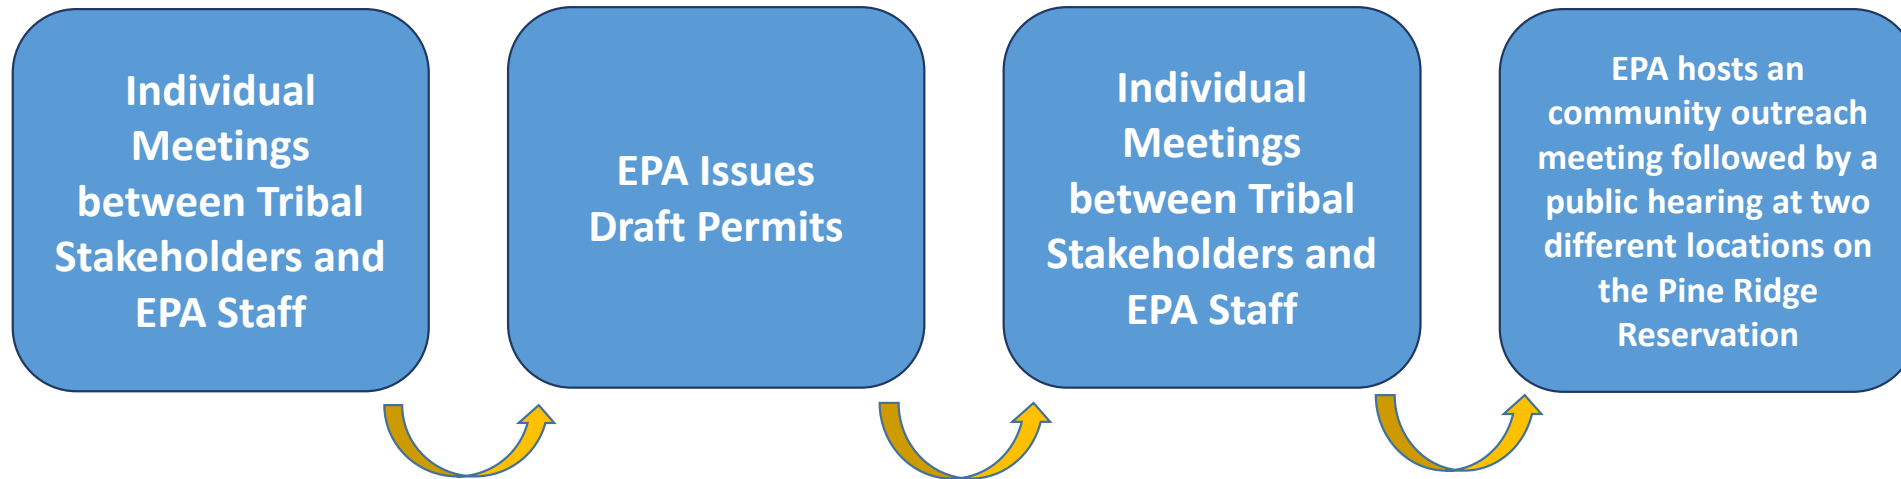 Individual
Meetings
between Tribal
Stakeholders and
EPA Staff
EPA Issues
Draft Permits
Individual
Meetings
between Tribal
Stakeholders and
EPA Staff
EPA hosts an
community outreach
meeting followed by a
public hearing at two
different locations on
the Pine Ridge
Reservation